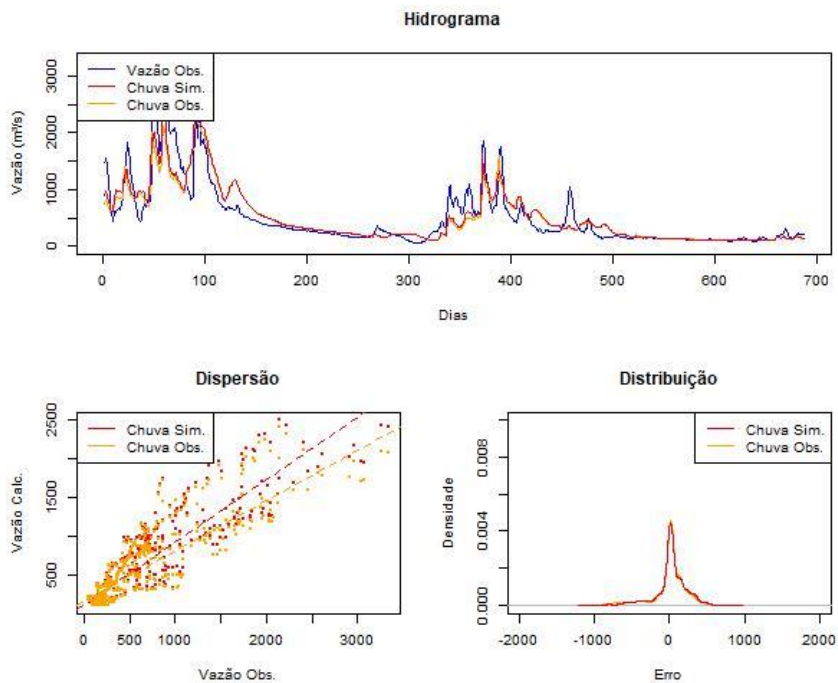 Hidrograma
Vazão (m³/s)
0 1000 2000 3000
Vazão Obs.
Chuva Sim.
Chuva Obs.
0 100 200 300 400 500 600 700
Dias
Dispersão
Vazão Calc.
500 1500 2500
Chuva Sim.
Chuva Obs.
0 500 1000 2000 3000
Vazão Obs.
Distribuição
Densidade
0.000 0.004 0.008
Chuva Sim.
Chuva Obs.
-2000 -1000 0 1000 2000
Erro